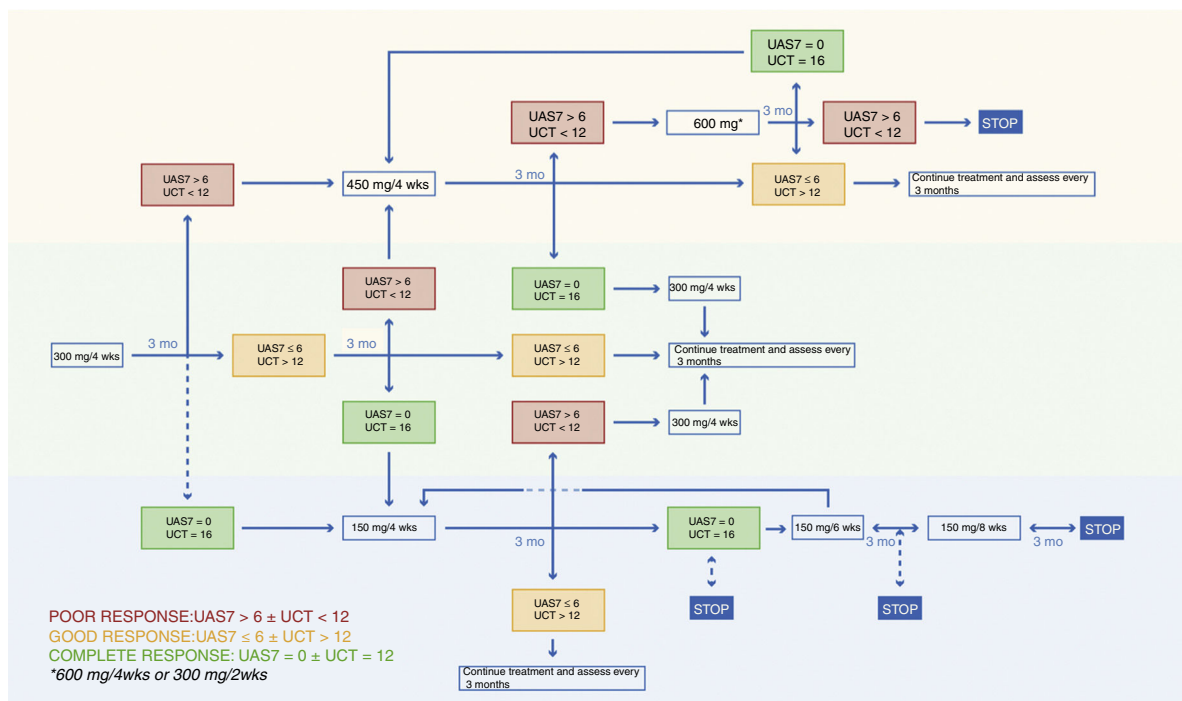 UAS7 = 0
UCT = 16
UAS7 > 6
UCT < 12
600 mg*
3 mo
UAS7 > 6
UCT < 12
STOP
UAS7 > 6
UCT < 12
450 mg/4 wks
3 mo
UAS7 ≤ 6
UCT > 12
Continue treatment and assess every
3 months
UAS7 > 6
UCT < 12
UAS7 = 0
UCT = 16
300 mg/4 wks
300 mg/4 wks
3 mo
UAS7 ≤ 6
UCT > 12
3 mo
UAS7 ≤ 6
UCT > 12
Continue treatment and assess every
3 months
UAS7 = 0
UCT = 16
UAS7 > 6
UCT < 12
300 mg/4 wks
UAS7 = 0
UCT = 16
150 mg/4 wks
3 mo
UAS7 = 0
UCT = 16
150 mg/6 wks
3 mo
150 mg/8 wks
3 mo
STOP
STOP
STOP
UAS7 ≤ 6
UCT > 12
Continue treatment and assess every
3 months
POOR RESPONSE:UAS7 > 6 ± UCT < 12
GOOD RESPONSE:UAS7 ≤ 6 ± UCT > 12
COMPLETE RESPONSE: UAS7 = 0 ± UCT = 12
*600 mg/4wks or 300 mg/2wks